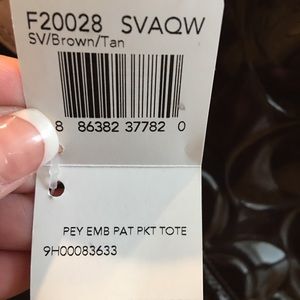 F20028 SVAQW
SV/Brown/Tan
8 86382 37782 0
PEY EMB PAT PKT TOTE
9H00083633